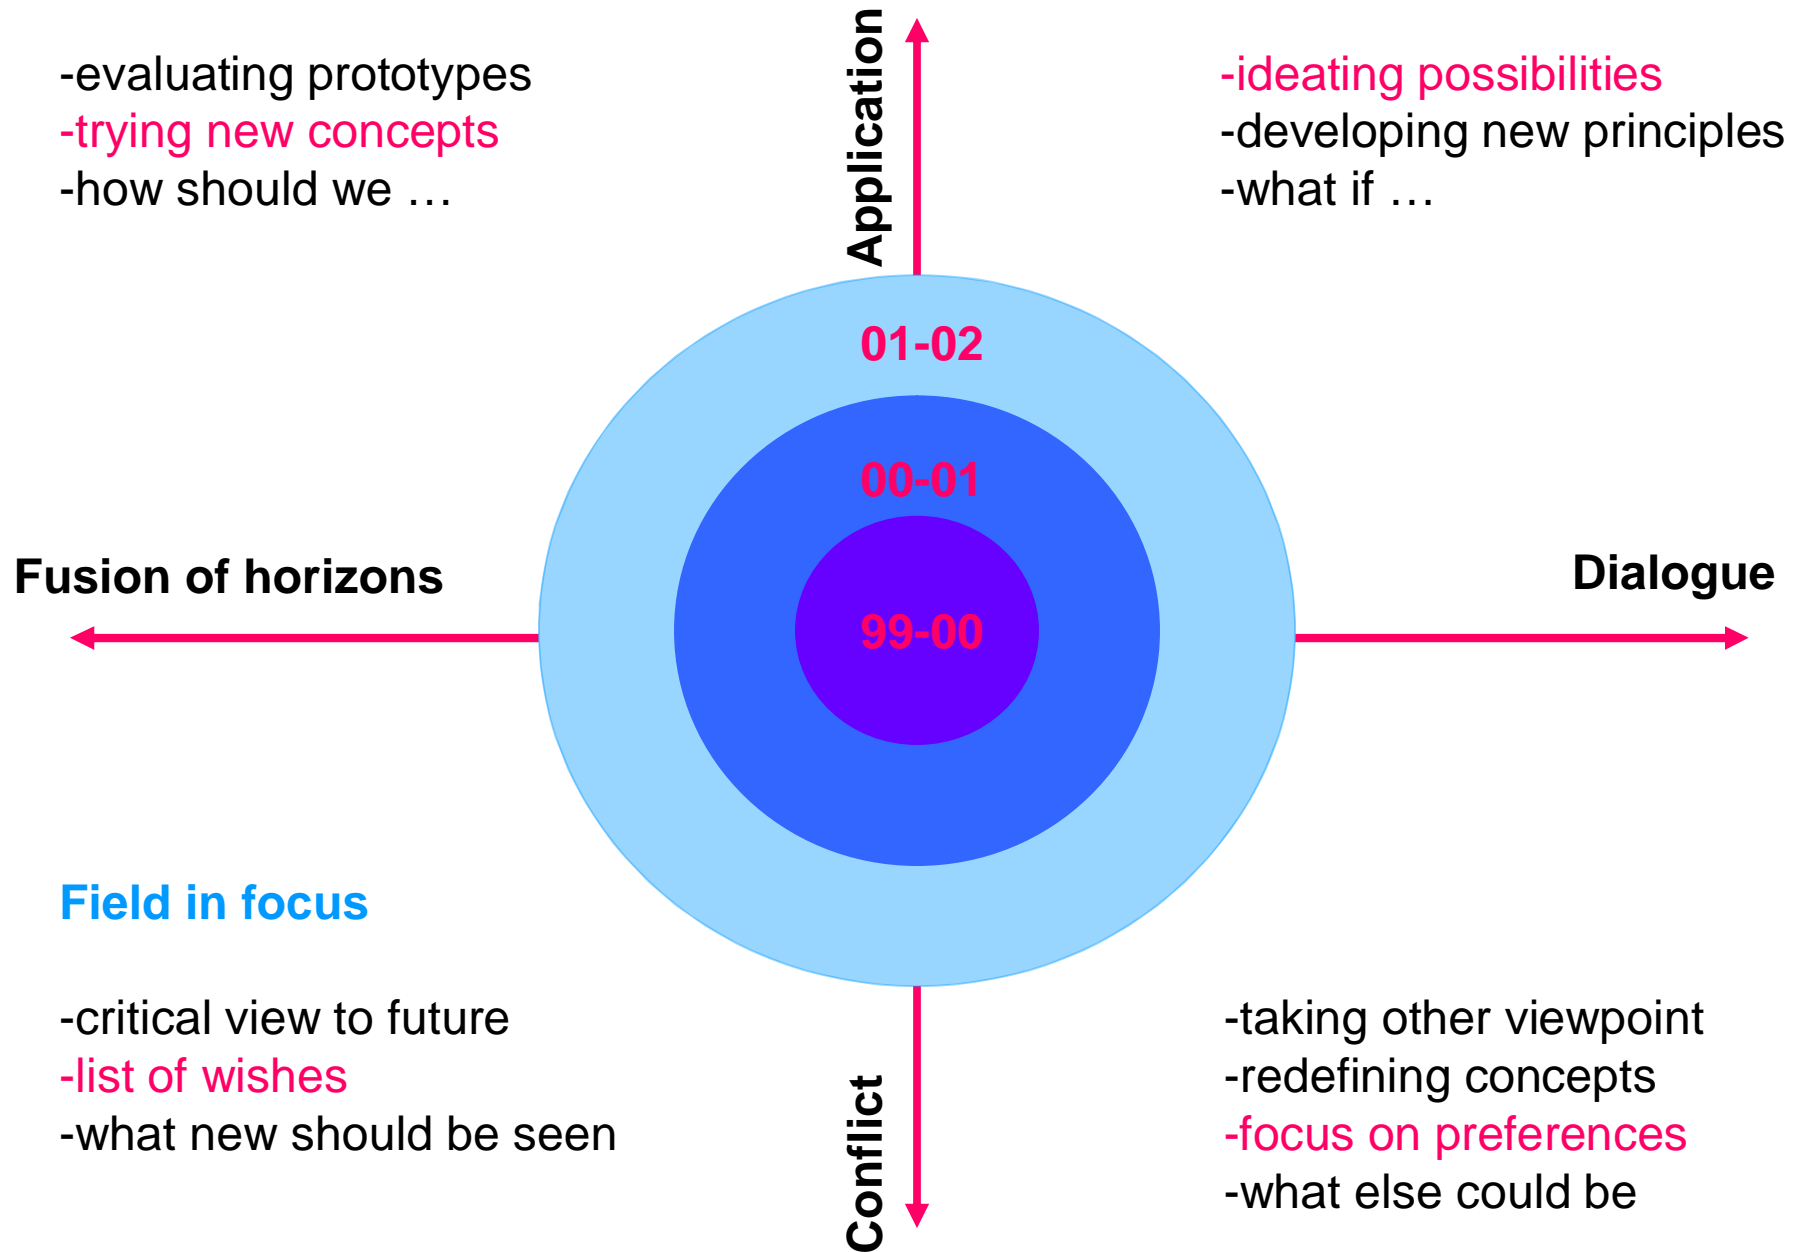 -evaluating prototypes
-trying new concepts
-how should we …
Application
-ideating possibilities
-developing new principles
-what if …
01-02
00-01
99-00
Fusion of horizons
Dialogue
Field in focus
-critical view to future
-list of wishes
-what new should be seen
Conflict
-taking other viewpoint
-redefining concepts
-focus on preferences
-what else could be